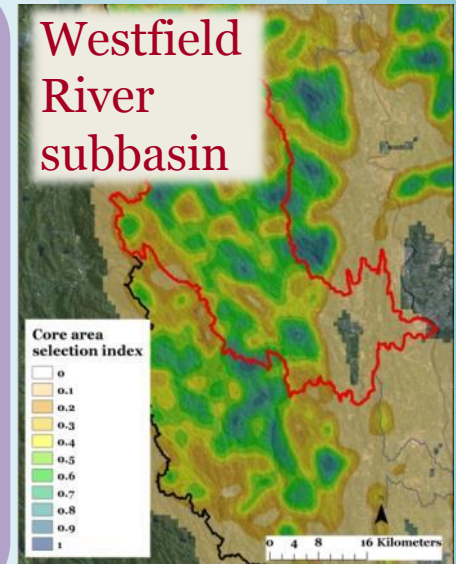 Westfield
River
subbasin
Core area
selection index
0
0.1
0.2
0.3
0.4
0.5
0.6
0.7
0.8
0.9
1
0 4 8 16 Kilometers